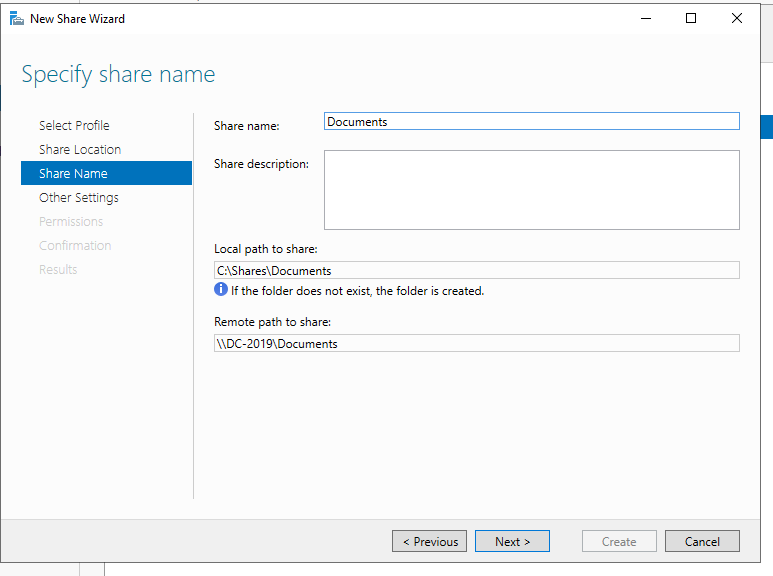 New Share Wizard
Specify share name
Select Profile
Share Location
Share Name
Other Settings
Permissions
Confirmation
Results
Share name:
Documents
Share description:
Local path to share:
C:\Shares\Documents
If the folder does not exist, the folder is created.
Remote path to share:
\\DC-2019\Documents
< Previous
Next >
Create
Cancel